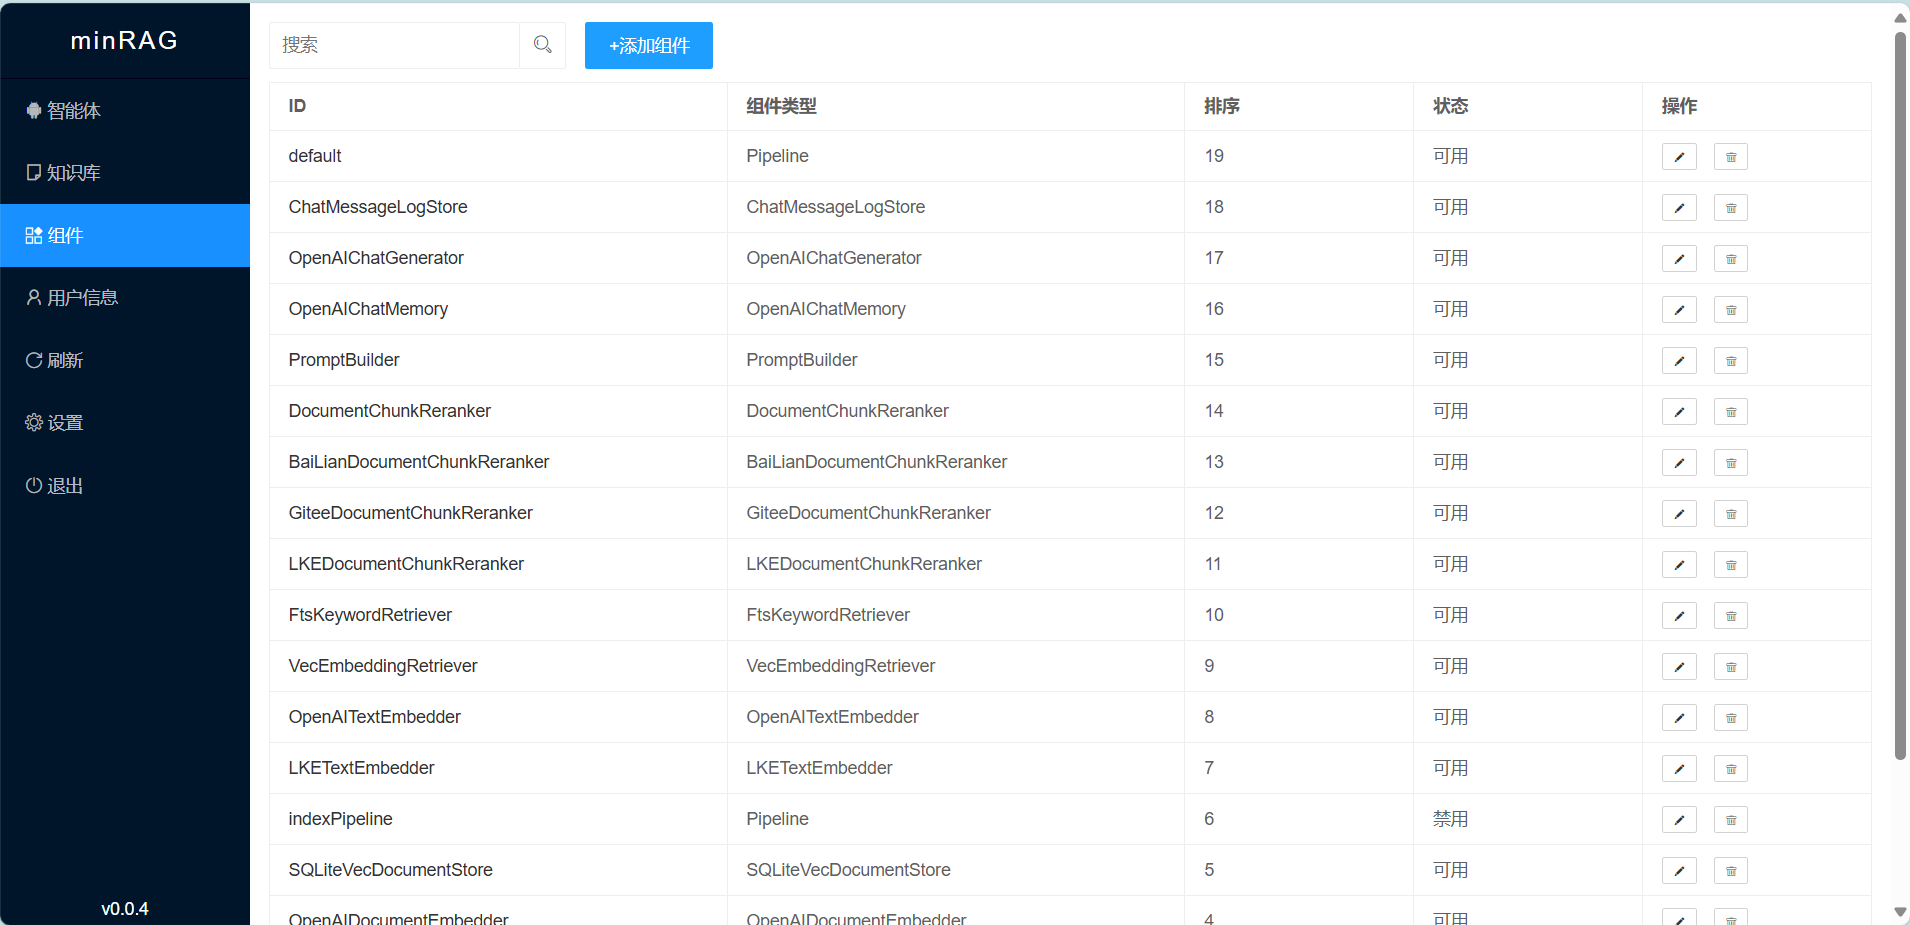 minRAG
智能体
知识库
组件
用户信息
刷新
设置
退出
v0.0.4
搜索
+添加组件
ID 组件类型 排序 状态 操作
default Pipeline 19 可用
ChatMessageLogStore ChatMessageLogStore 18 可用
OpenAIChatGenerator OpenAIChatGenerator 17 可用
OpenAIChatMemory OpenAIChatMemory 16 可用
PromptBuilder PromptBuilder 15 可用
DocumentChunkReranker DocumentChunkReranker 14 可用
BaiLianDocumentChunkReranker BaiLianDocumentChunkReranker 13 可用
GiteeDocumentChunkReranker GiteeDocumentChunkReranker 12 可用
LKEDocumentChunkReranker LKEDocumentChunkReranker 11 可用
FtsKeywordRetriever FtsKeywordRetriever 10 可用
VecEmbeddingRetriever VecEmbeddingRetriever 9 可用
OpenAITextEmbedder OpenAITextEmbedder 8 可用
LKETextEmbedder LKETextEmbedder 7 可用
indexPipeline Pipeline 6 禁用
SQLiteVecDocumentStore SQLiteVecDocumentStore 5 可用
OpenAIDocumentEmbedder OpenAIDocumentEmbedder 4 可用